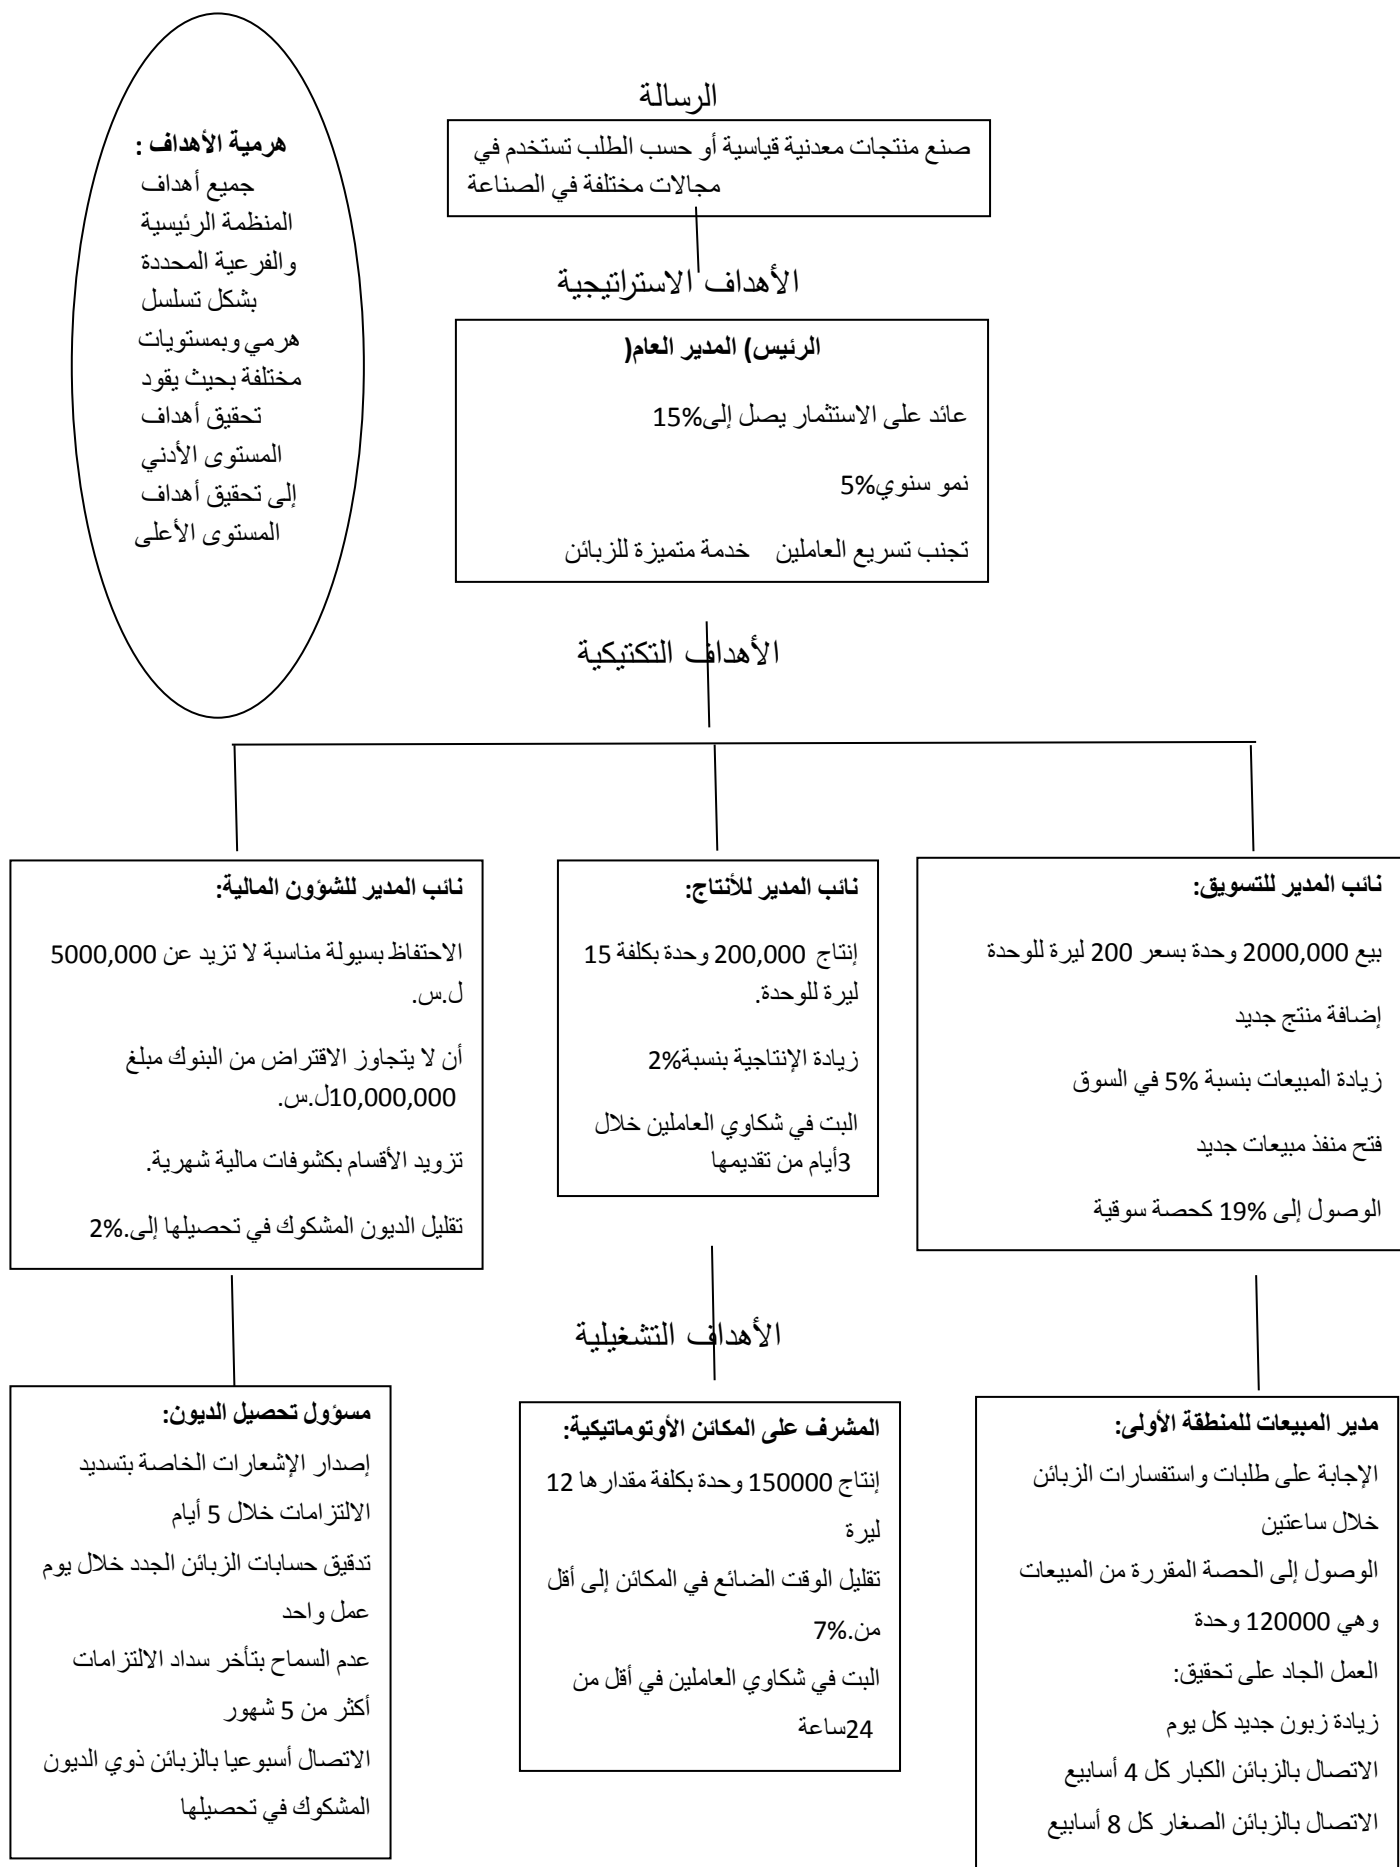 الرسالة
صنع منتجات معدنية قياسية أو حسب الطلب تستخدم في
مجالات مختلفة في الصناعة
هرمية الأهداف :
جميع أهداف
المنظمة الرئيسية
والفرعية المحددة
بشكل تسلسل
هرمي وبمستويات
مختلفة بحيث يقود
تحقيق أهداف
المستوى الأدني
إلى تحقيق أهداف
المستوى الأعلى
الأهداف الاستراتيجية
الرئيس) المدير العام(
عائد على الاستثمار يصل إلى%15
نمو سنوي%5
تجنب تسريع العاملين خدمة متميزة للزبائن
الأهداف التكتيكية
نائب المدير للتسويق:
بيع 2000,000 وحدة بسعر 200 ليرة للوحدة
إضافة منتج جديد
زيادة المبيعات بنسبة %5 في السوق
فتح منفذ مبيعات جديد
الوصول إلى %19 كحصة سوقية
نائب المدير للأنتاج:
إنتاج 200,000 وحدة بكلفة 15
ليرة للوحدة.
زيادة الإنتاجية بنسبة%2
البت في شكاوي العاملين خلال
3أيام من تقديمها
نائب المدير للشؤون المالية:
الاحتفاظ بسيولة مناسبة لا تزيد عن 5000,000
ل.س.
أن لا يتجاوز الاقتراض من البنوك مبلغ
10,000,000ل.س.
تزويد الأقسام بكشوفات مالية شهرية.
تقليل الديون المشكوك في تحصيلها إلى.%2
الأهداف التشغيلية
مدير المبيعات للمنطقة الأولى:
الإجابة على طلبات واستفسارات الزبائن
خلال ساعتين
الوصول إلى الحصة المقررة من المبيعات
وهي 120000 وحدة
العمل الجاد على تحقيق:
زيادة زبون جديد كل يوم
الاتصال بالزبائن الكبار كل 4 أسابيع
الاتصال بالزبائن الصغار كل 8 أسابيع
المشرف على المكائن الأوتوماتيكية:
إنتاج 150000 وحدة بكلفة مقدارها 12
ليرة
تقليل الوقت الضائع في المكائن إلى أقل
من.%7
البت في شكاوي العاملين في أقل من
24ساعة
مسؤول تحصيل الديون:
إصدار الإشعارات الخاصة بتسديد
الالتزامات خلال 5 أيام
تدقيق حسابات الزبائن الجدد خلال يوم
عمل واحد
عدم السماح بتأخر سداد الالتزامات
أكثر من 5 شهور
الاتصال أسبوعيا بالزبائن ذوي الديون
المشكوك في تحصيلها